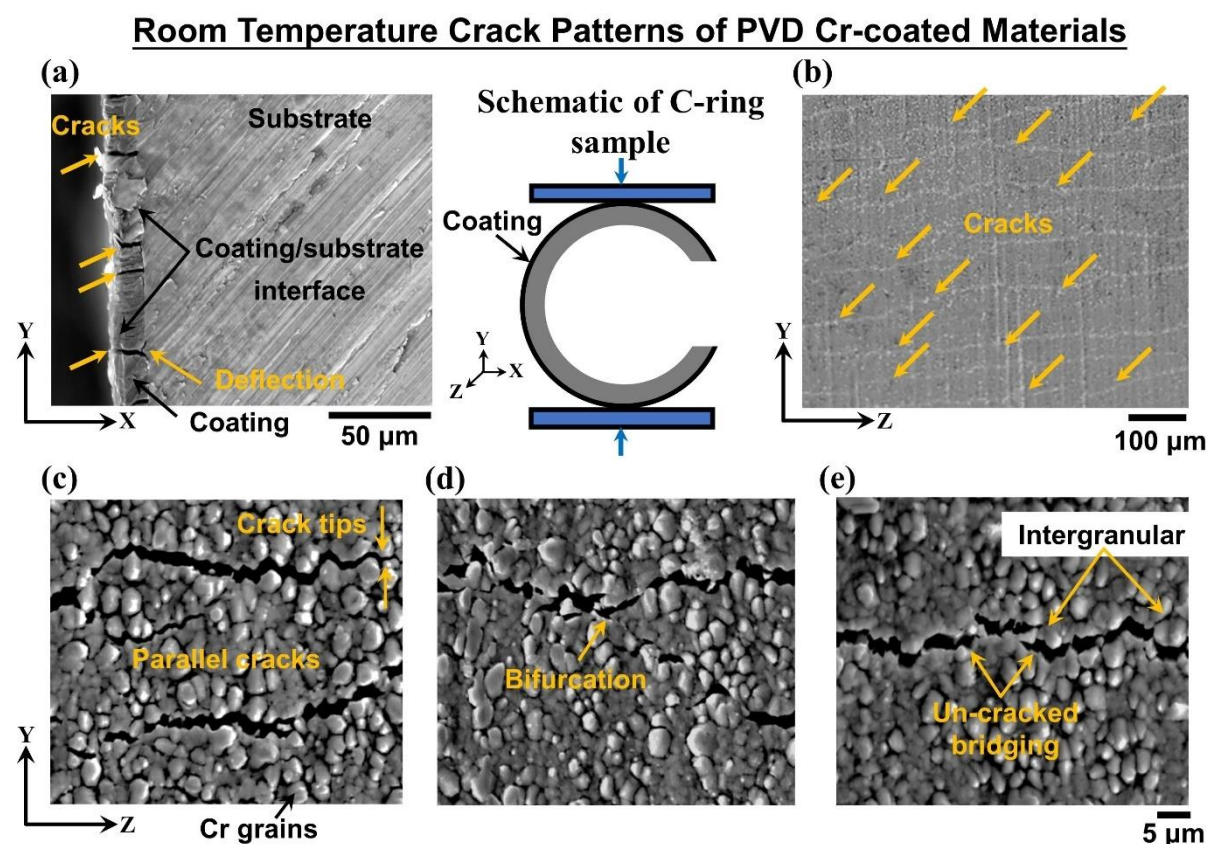 Room Temperature Crack Patterns of PVD Cr-coated Materials
(a)
Cracks
Substrate
Coating/substrate
interface
Deflection
Coating
50 µm
Y
X
Schematic of C-ring
sample
Coating
Y
X
Z
(b)
Cracks
Y
Z
100 µm
(c)
Crack tips
Parallel cracks
Cr grains
Y
Z
(d)
Bifurcation
(e)
Intergranular
Un-cracked
bridging
5 µm